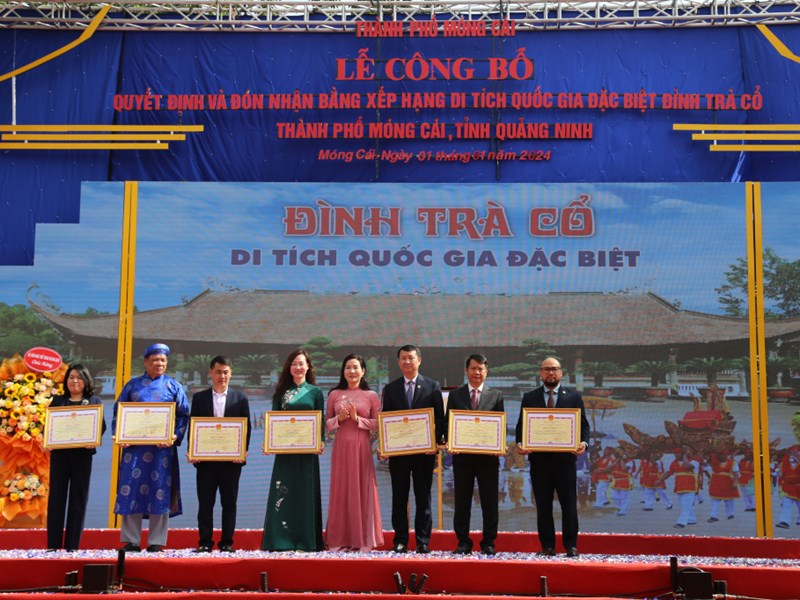 THÀNH PHỐ MÓNG CÁI
LỄ CÔNG BỐ
QUYẾT ĐỊNH VÀ ĐÓN NHẬN BẰNG XẾP HẠNG DI TÍCH QUỐC GIA ĐẶC BIỆT ĐÌNH TRÀ CỔ
THÀNH PHỐ MÓNG CÁI, TỈNH QUẢNG NINH
Móng Cái, Ngày 01 tháng 01 năm 2024
ĐÌNH TRÀ CỔ
DI TÍCH QUỐC GIA ĐẶC BIỆT